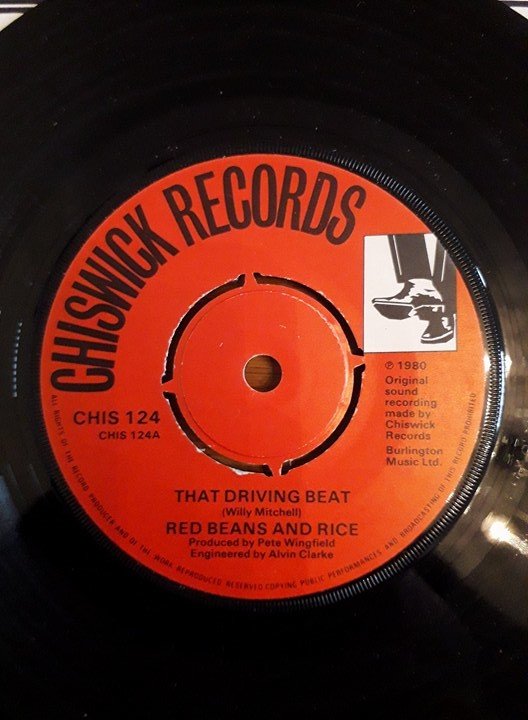 CHISWICK RECORDS
CHIS 124
CHIS 124A
℗ 1980
Original
sound
recording
made by
Chiswick
Records
Burlington
Music Ltd.
THAT DRIVING BEAT
(Willy Mitchell)
RED BEANS AND RICE
Produced by Pete Wingfield
Engineered by Alvin Clarke
ALL RIGHTS OF THE RECORD PRODUCER AND OF THE WORK REPRODUCED RESERVED COPYING PUBLIC PERFORMANCES AND BROADCASTING OF THIS RECORD PROHIBITED